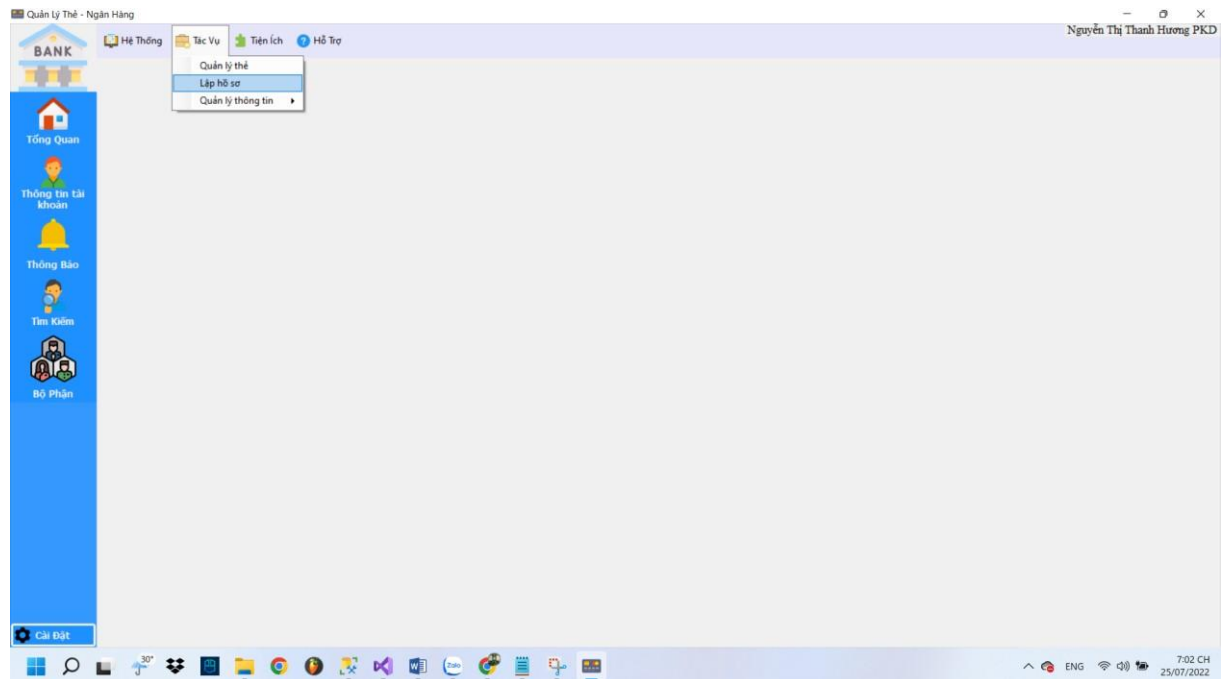 Quản Lý Thẻ - Ngân Hàng
Nguyễn Thị Thanh Hương PKD
BANK
Hệ Thống
Tác Vụ
Tiện Ích
Hỗ Trợ
Quản lý thẻ
Lập hồ sơ
Quản lý thông tin
Tổng Quan
Thông tin tài
khoản
Thông Báo
Tìm Kiếm
Bộ Phận
Cài Đặt
30°
Zalo
ENG
7:02 CH
25/07/2022